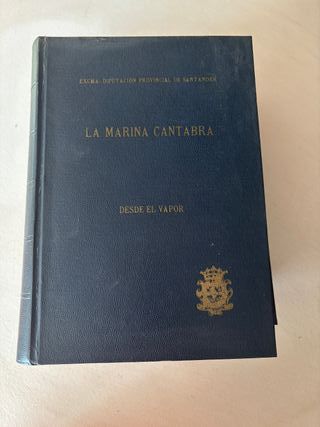 EXCMA. DIPUTACION PROVINCIAL DE SANTANDER
LA MARINA CANTABRA
DESDE EL VAPOR